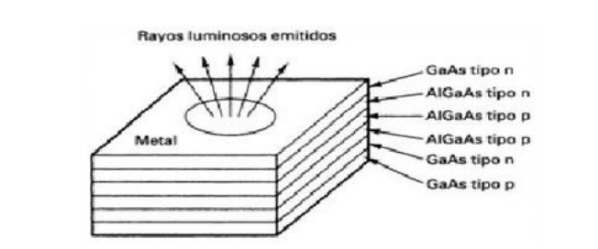 Rayos luminosos emitidos
GaAs tipo n
AlGaAs tipo n
AlGaAs tipo p
Metal
AlGaAs tipo p
GaAs tipo n
GaAs tipo p